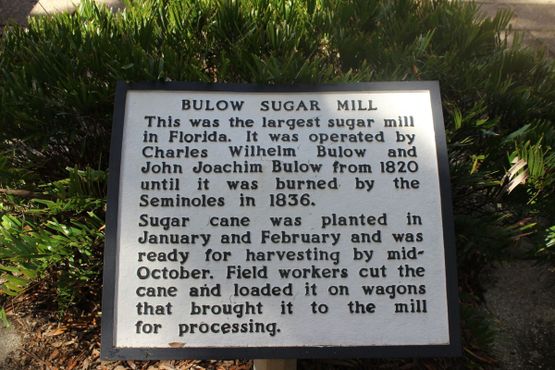 BULOW SUGAR MILL
This was the largest sugar mill
in Florida. It was operated by
Charles Wilhelm Bulow and
John Joachim Bulow from 1820
until it was burned by the
Seminoles in 1836.
Sugar cane was planted in
January and February and was
ready for harvesting by mid-
October. Field workers cut the
cane and loaded it on wagons
that brought it to the mill
for processing.